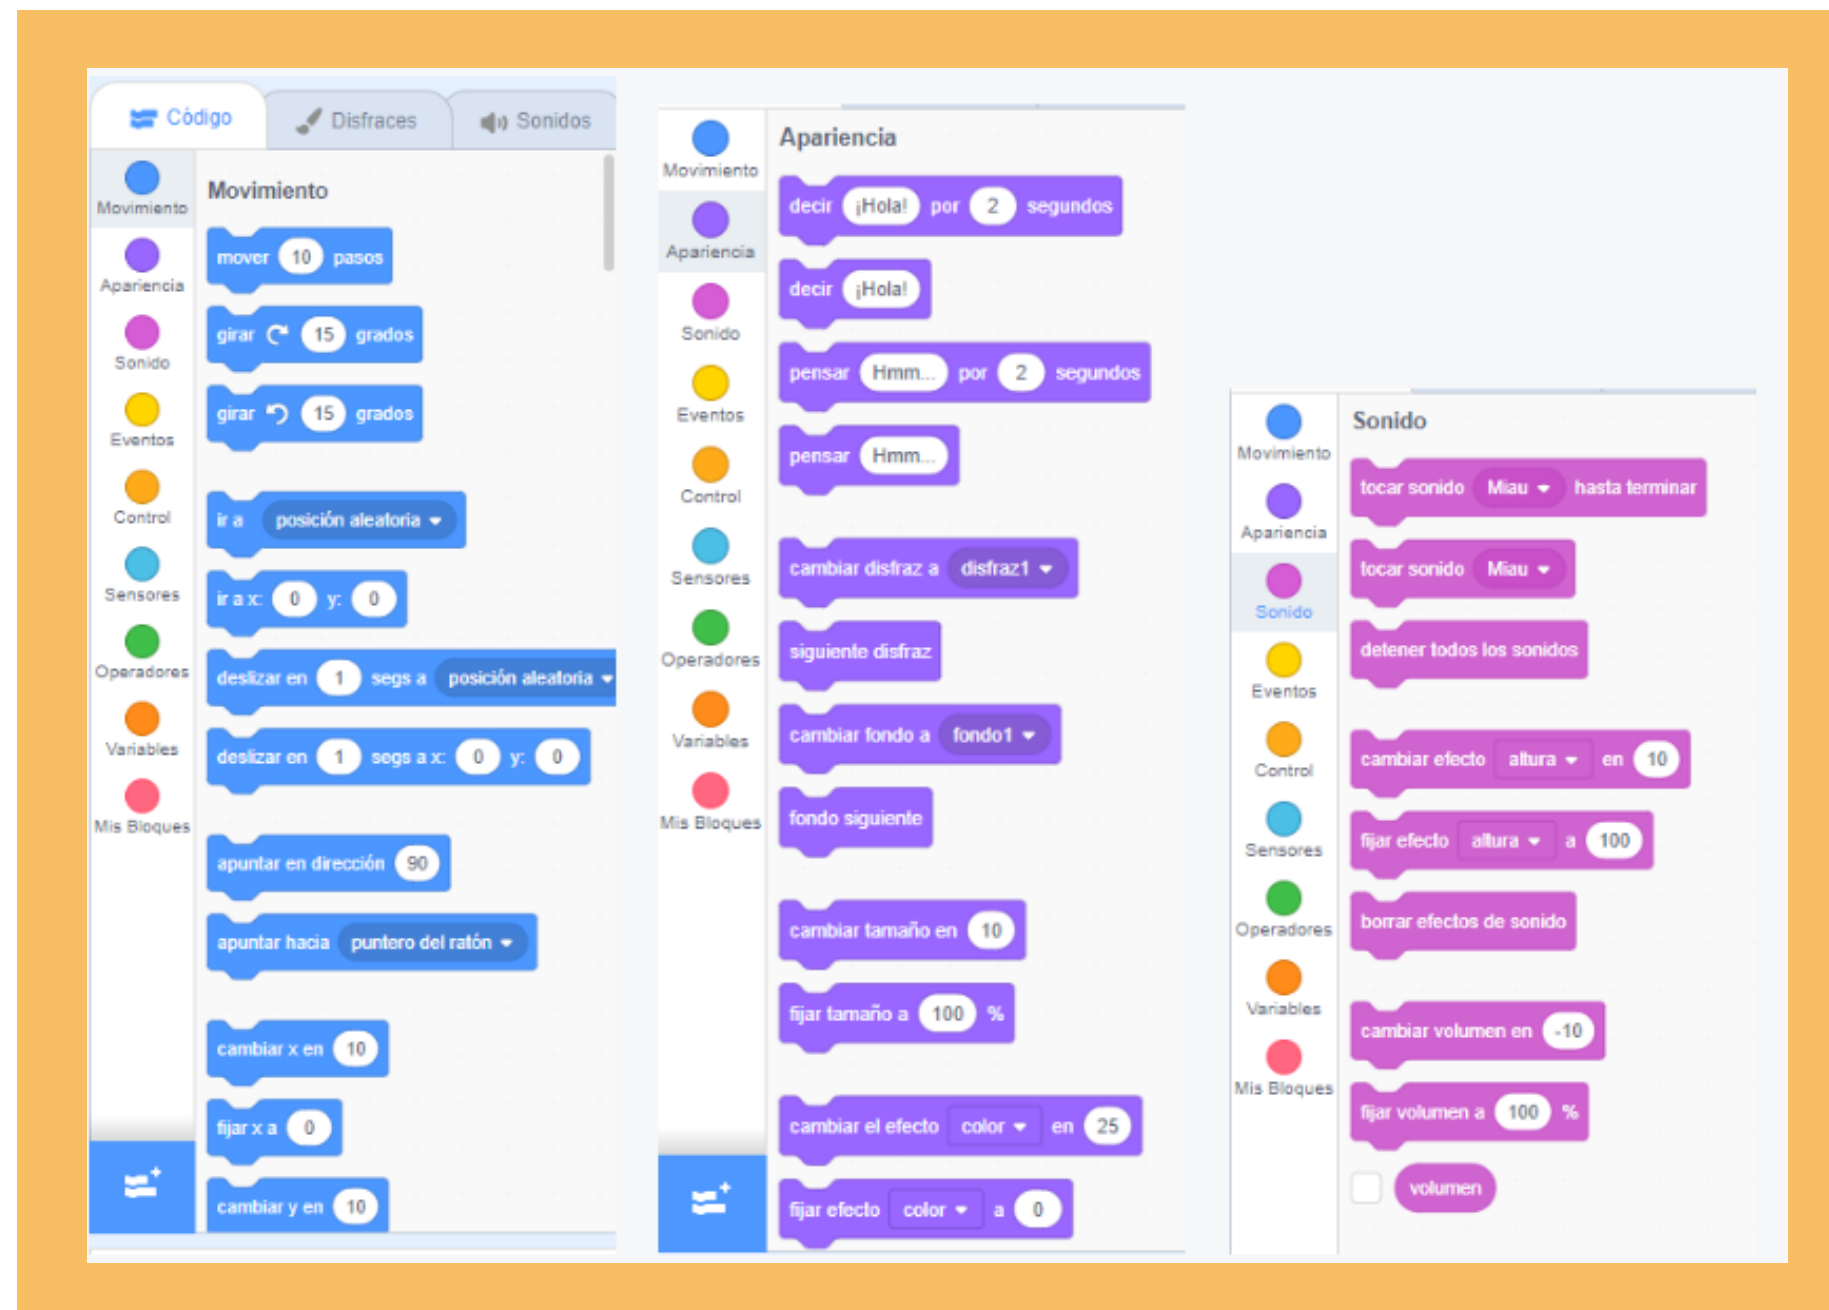 Código
Disfraces
Sonidos
Movimiento
Apariencia
Sonido
Eventos
Control
Sensores
Operadores
Variables
Mis Bloques
Movimiento
mover 10 pasos
girar 15 grados
girar 15 grados
ir a posición aleatoria
ir a x: 0 y: 0
deslizar en 1 segs a posición aleatoria
deslizar en 1 segs a x: 0 y: 0
apuntar en dirección 90
apuntar hacia puntero del ratón
cambiar x en 10
fijar x a 0
cambiar y en 10
Movimiento
Apariencia
Sonido
Eventos
Control
Sensores
Operadores
Variables
Mis Bloques
Apariencia
decir ¡Hola! por 2 segundos
decir ¡Hola!
pensar Hmm... por 2 segundos
pensar Hmm...
cambiar disfraz a disfraz1
siguiente disfraz
cambiar fondo a fondo1
fondo siguiente
cambiar tamaño en 10
fijar tamaño a 100 %
cambiar el efecto color en 25
fijar efecto color a 0
Movimiento
Apariencia
Sonido
Eventos
Control
Sensores
Operadores
Variables
Mis Bloques
Sonido
tocar sonido Miau hasta terminar
tocar sonido Miau
detener todos los sonidos
cambiar efecto altura en 10
fijar efecto altura a 100
borrar efectos de sonido
cambiar volumen en -10
fijar volumen a 100 %
volumen